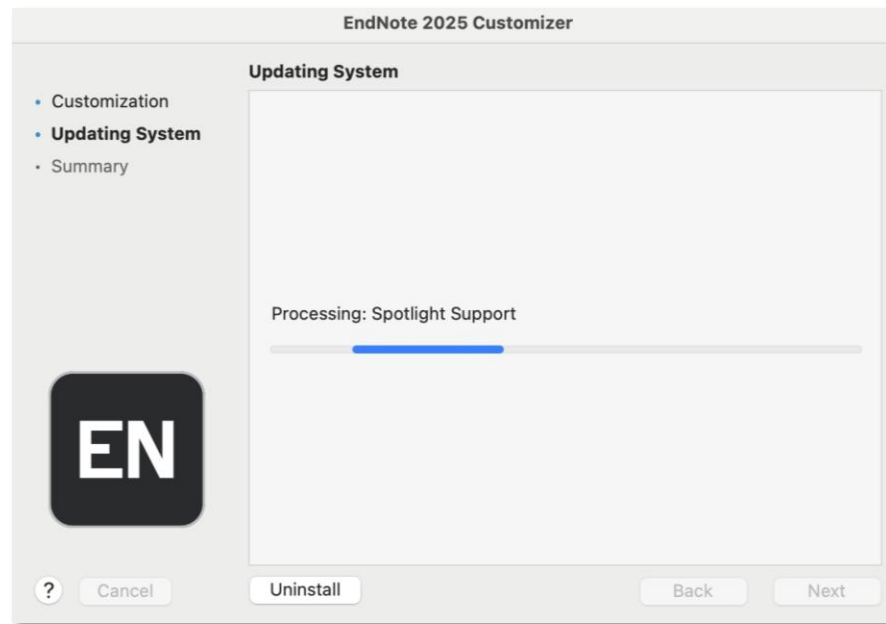 EndNote 2025 Customizer
Customization
Updating System
Summary
Updating System
Processing: Spotlight Support
EN
?
Cancel
Uninstall
Back
Next